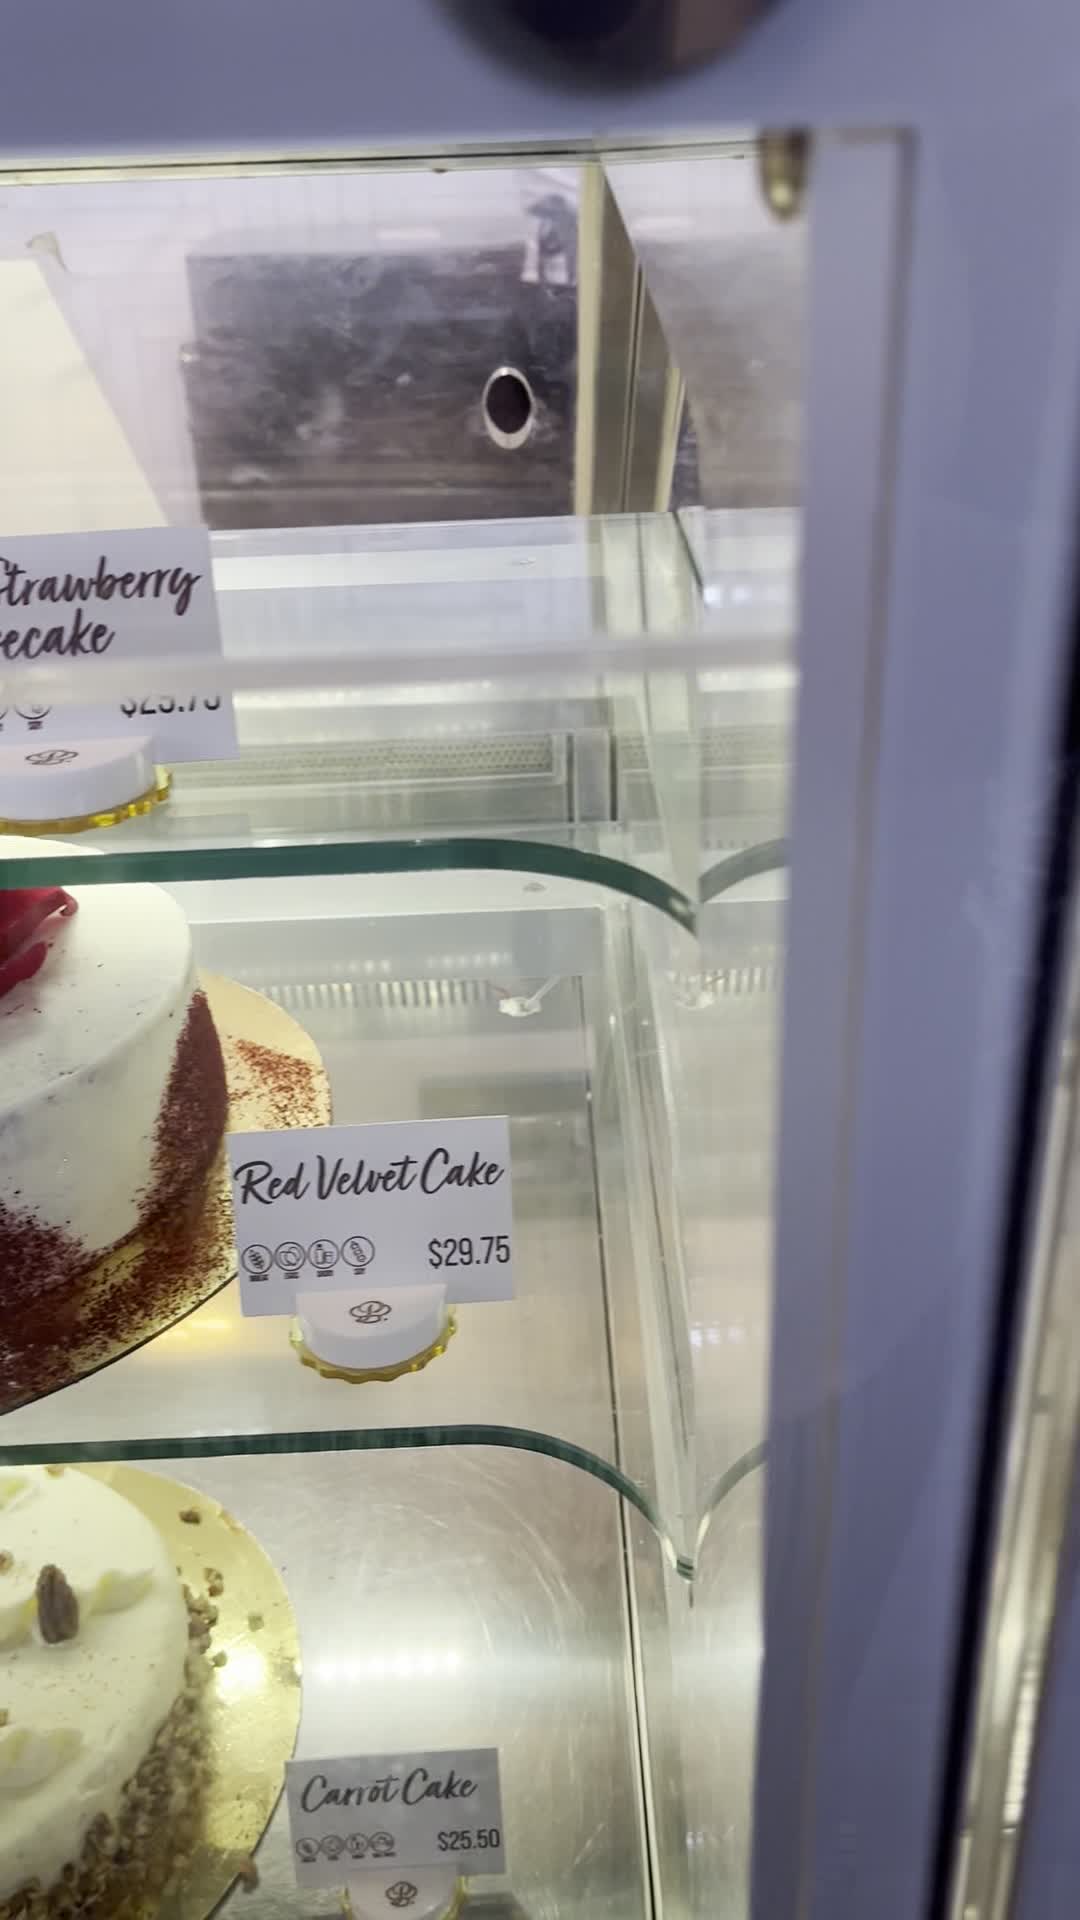 Strawberry
ecake
Red Velvet Cake
$29.75
Carrot Cake
$25.50